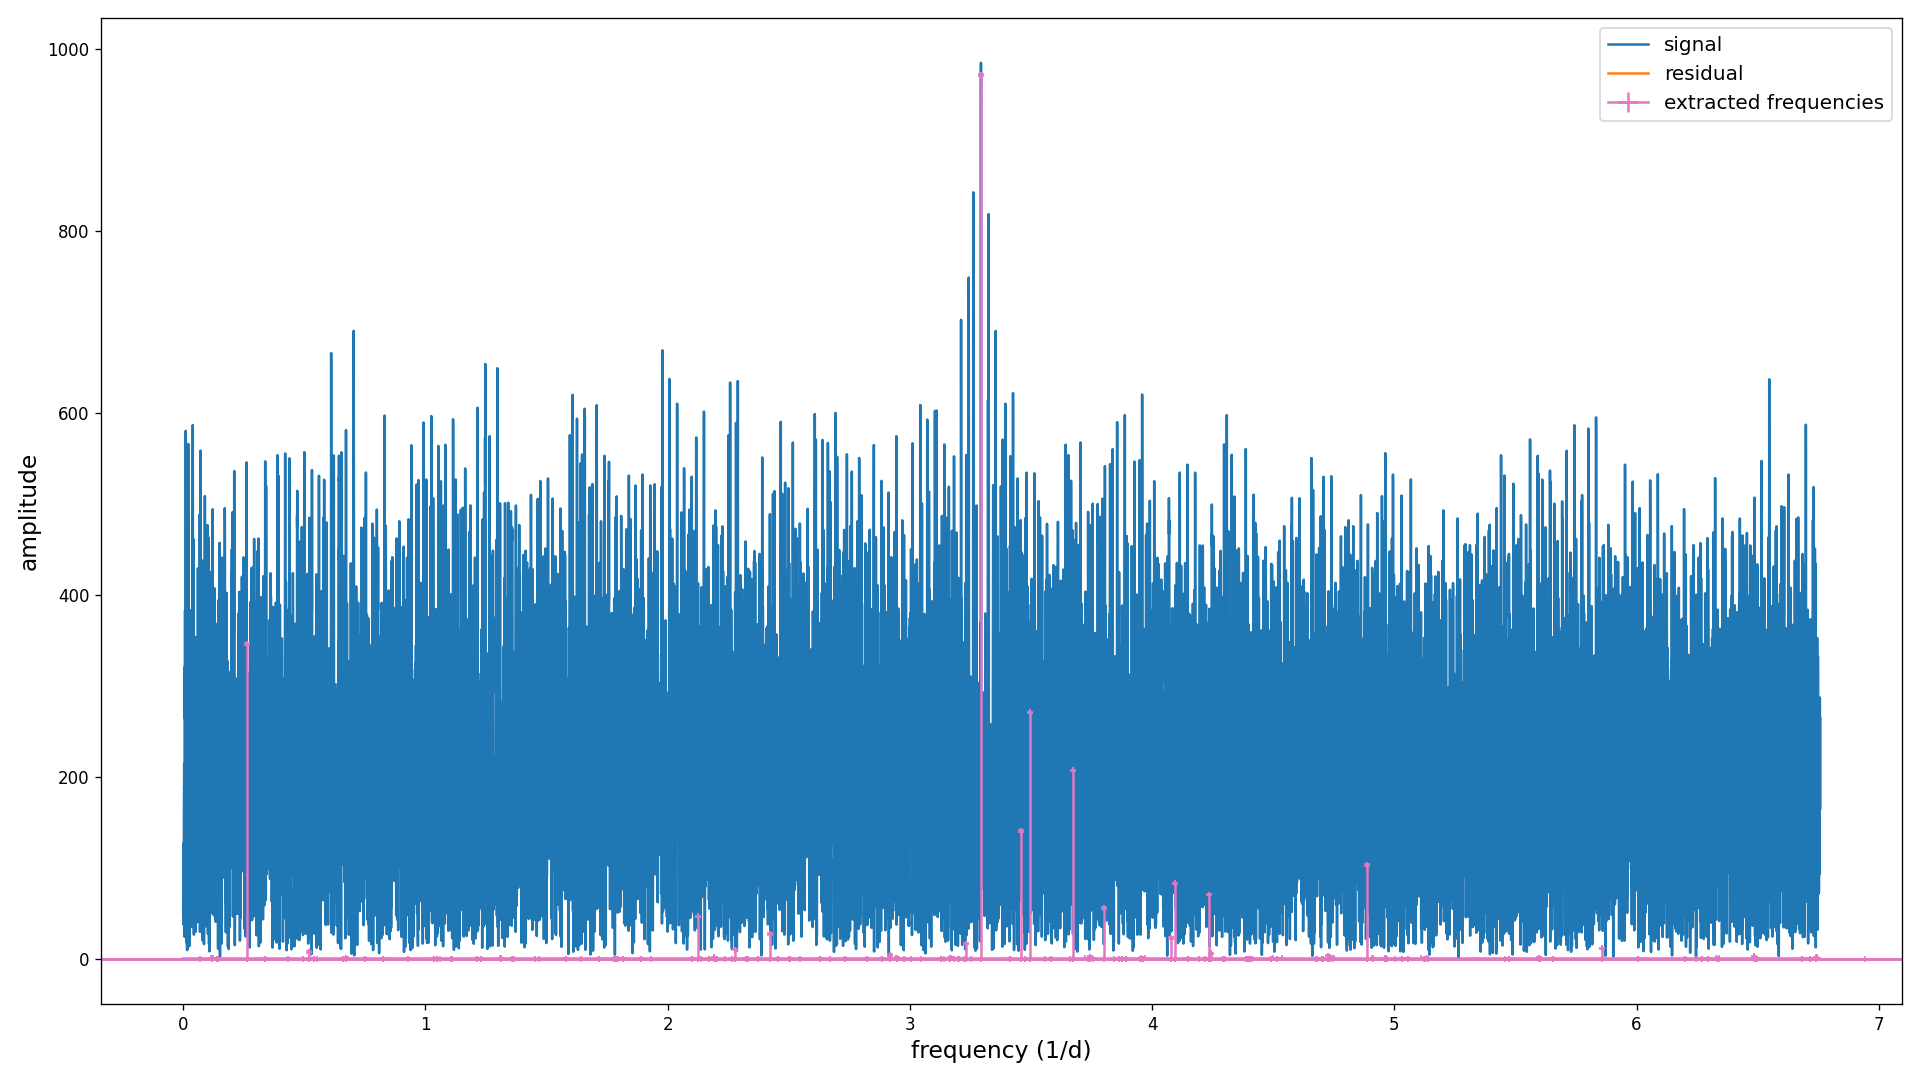 signal
residual
extracted frequencies
1000
800
600
400
200
0
amplitude
0 1 2 3 4 5 6 7
frequency (1/d)